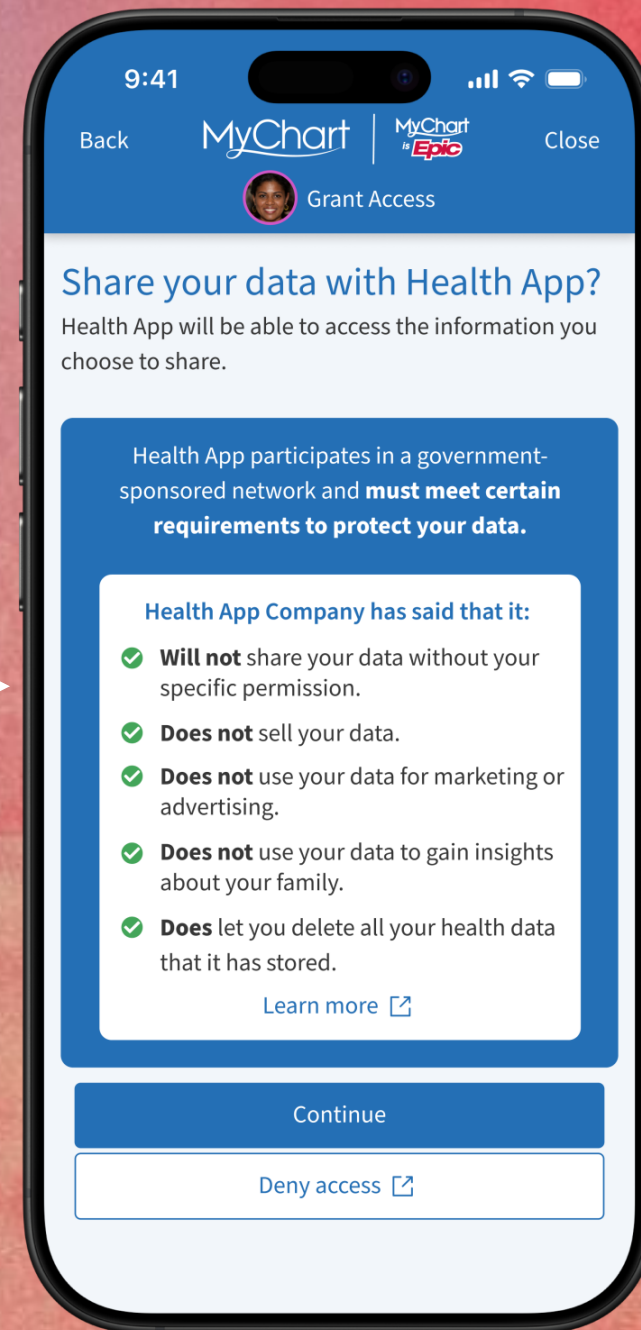 9:41
Back
MyChart
MyChart
is Epic
Close
Grant Access
Share your data with Health App?
Health App will be able to access the information you
choose to share.
Health App participates in a government-
sponsored network and must meet certain
requirements to protect your data.
Health App Company has said that it:
Will not share your data without your
specific permission.
Does not sell your data.
Does not use your data for marketing or
advertising.
Does not use your data to gain insights
about your family.
Does let you delete all your health data
that it has stored.
Learn more
Continue
Deny access